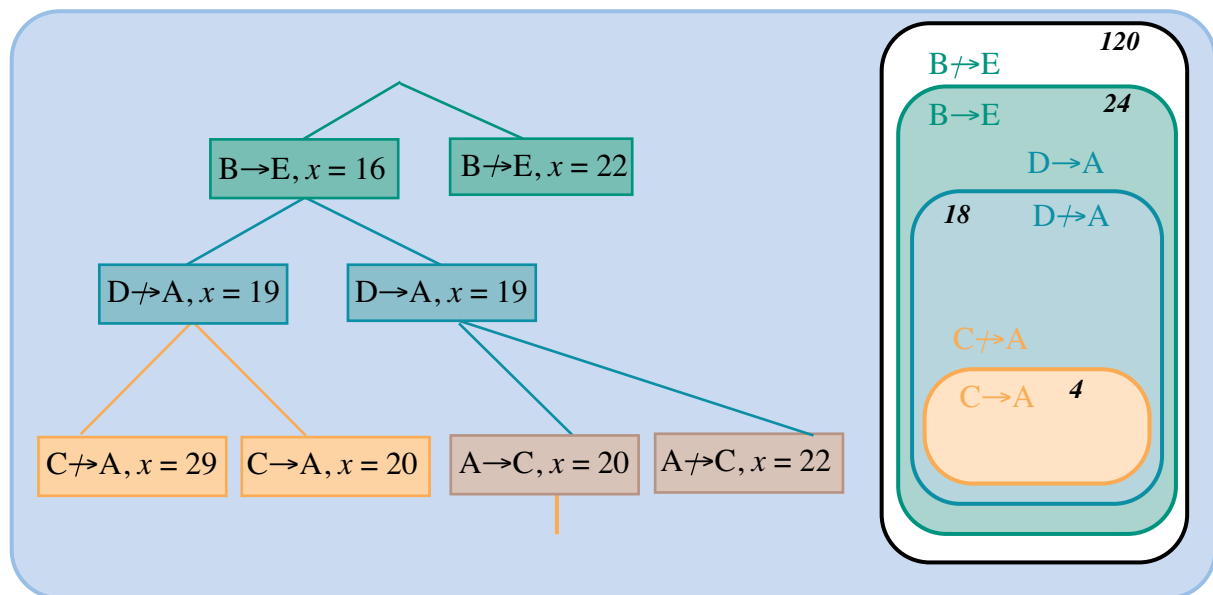 B→E, x = 16
B↛E, x = 22
D↛A, x = 19
D→A, x = 19
C↛A, x = 29
C→A, x = 20
A→C, x = 20
A↛C, x = 22
120
B↛E
24
B→E
D→A
18
D↛A
C↛A
C→A
4